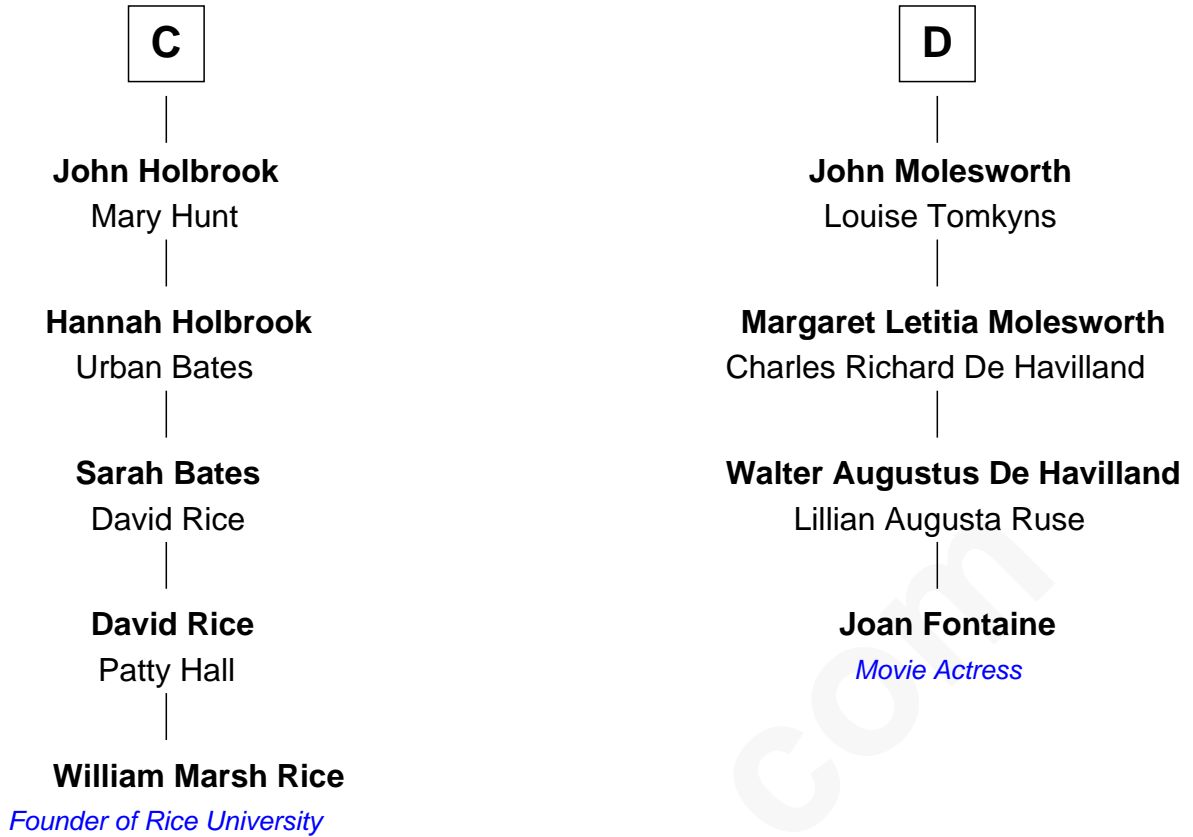 C
John Holbrook
Mary Hunt
Hannah Holbrook
Urban Bates
Sarah Bates
David Rice
David Rice
Patty Hall
William Marsh Rice
Founder of Rice University
D
John Molesworth
Louise Tomkyns
Margaret Letitia Molesworth
Charles Richard De Havilland
Walter Augustus De Havilland
Lillian Augusta Ruse
Joan Fontaine
Movie Actress
com